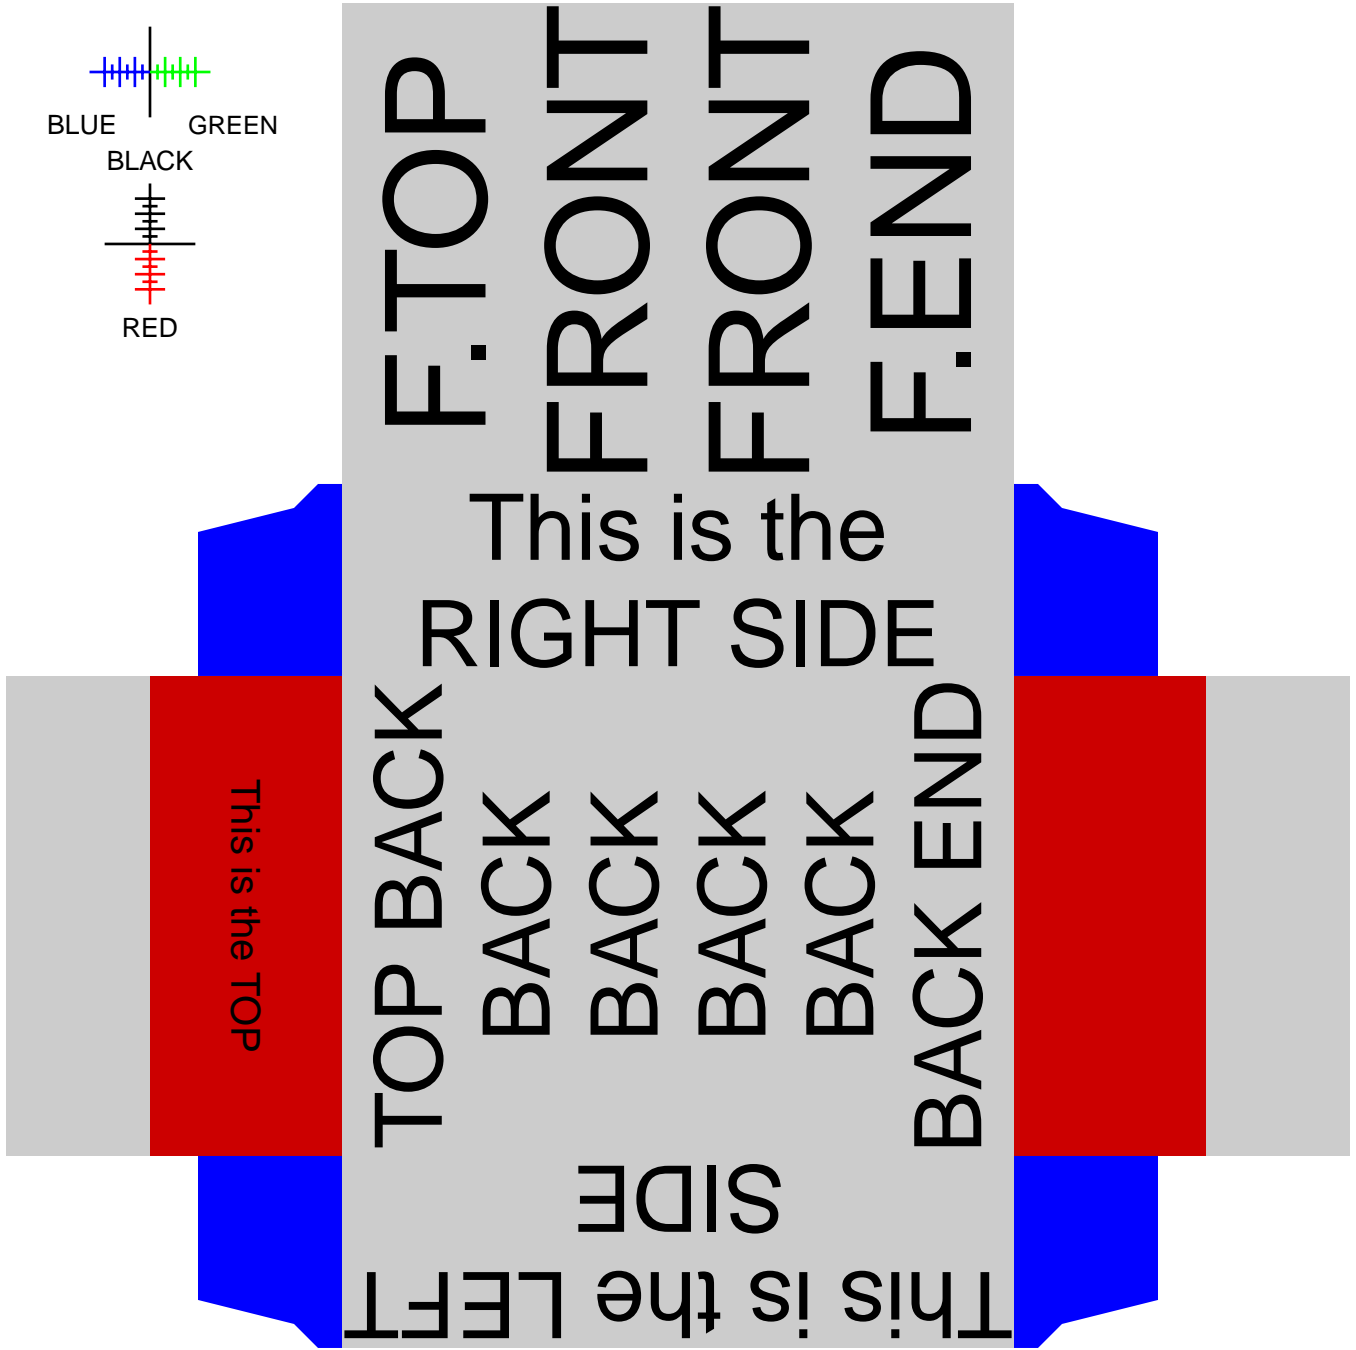 BLUE
GREEN
BLACK
RED
F.TOP
FRONT
FRONT
F.END
This is the
RIGHT SIDE
This is the TOP
TOP BACK
BACK
BACK
BACK
BACK
BACK END
This is the LEFT
SIDE